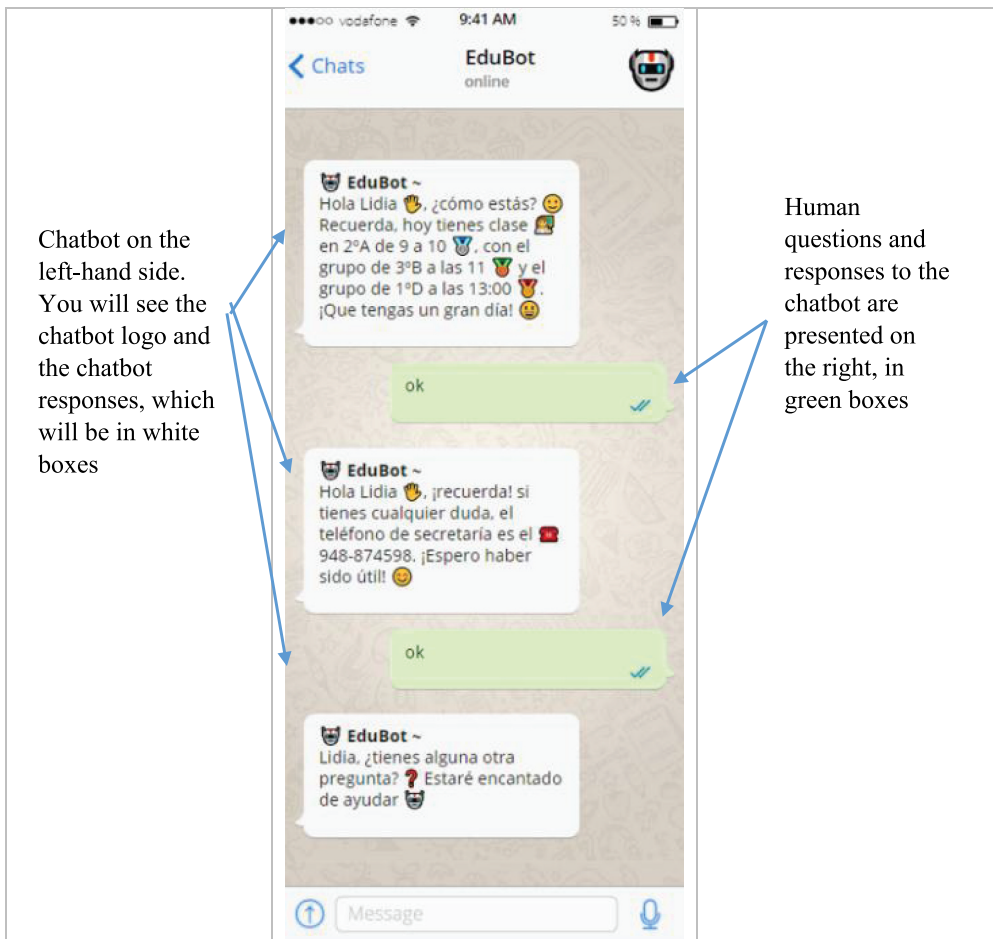 vodafone 9:41 AM 50 %
Chats
EduBot
online
Chatbot on the
left-hand side.
You will see the
chatbot logo and
the chatbot
responses, which
will be in white
boxes
EduBot ~
Hola Lidia 👋, ¿cómo estás? 🙂
Recuerda, hoy tienes clase 👩‍🏫
en 2ºA de 9 a 10 🥈, con el
grupo de 3ºB a las 11 🥉 y el
grupo de 1ºD a las 13:00 🏅.
¡Que tengas un gran día! 😀
ok
EduBot ~
Hola Lidia 👋, ¡recuerda! si
tienes cualquier duda, el
teléfono de secretaría es el ☎️
948-874598. ¡Espero haber
sido útil! 😊
ok
EduBot ~
Lidia, ¿tienes alguna otra
pregunta? ❓ Estaré encantado
de ayudar 🤖
Message
Human
questions and
responses to the
chatbot are
presented on
the right, in
green boxes